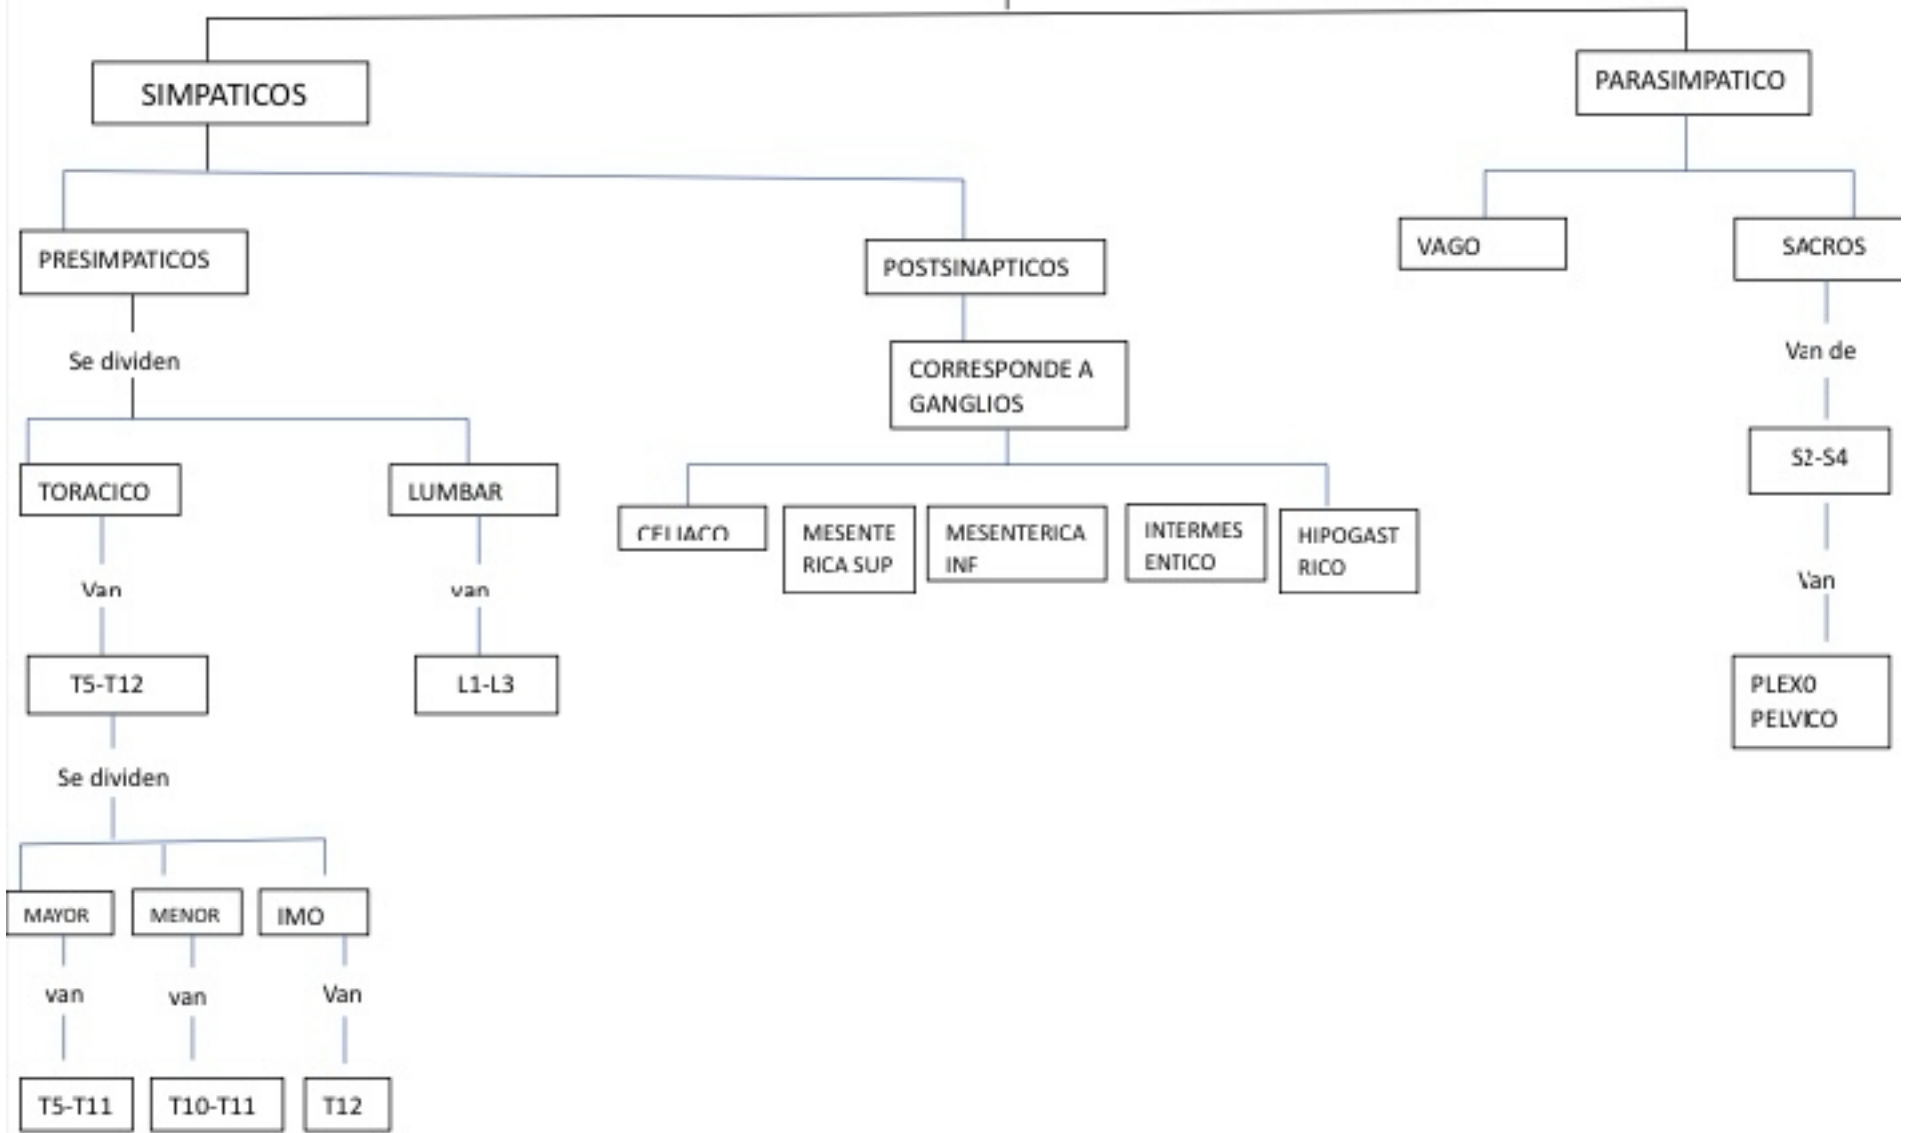 SIMPATICOS
PARASIMPATICO
PRESIMPATICOS
POSTSINAPTICOS
VAGO
SACROS
Se dividen
CORRESPONDE A
GANGLIOS
Van de
TORACICO
LUMBAR
CELIACO
MESENTE
RICA SUP
MESENTERICA
INF
INTERMES
ENTICO
HIPOGAST
RICO
S2-S4
Van
van
Van
T5-T12
L1-L3
PLEX0
PELVICO
Se dividen
MAYOR
MENOR
IMO
van
van
Van
T5-T11
T10-T11
T12